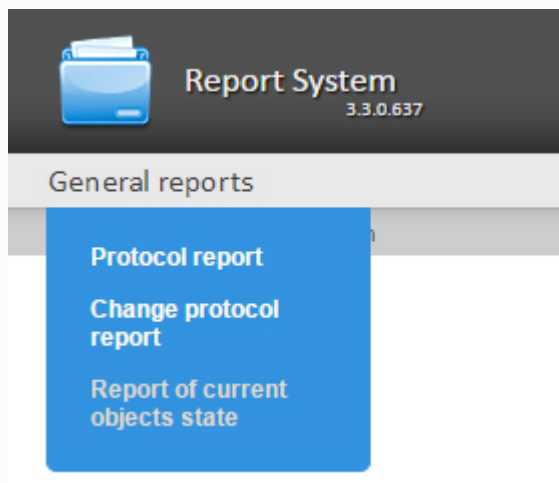 Report System
3.3.0.637
General reports
Protocol report
Change protocol
report
Report of current
objects state